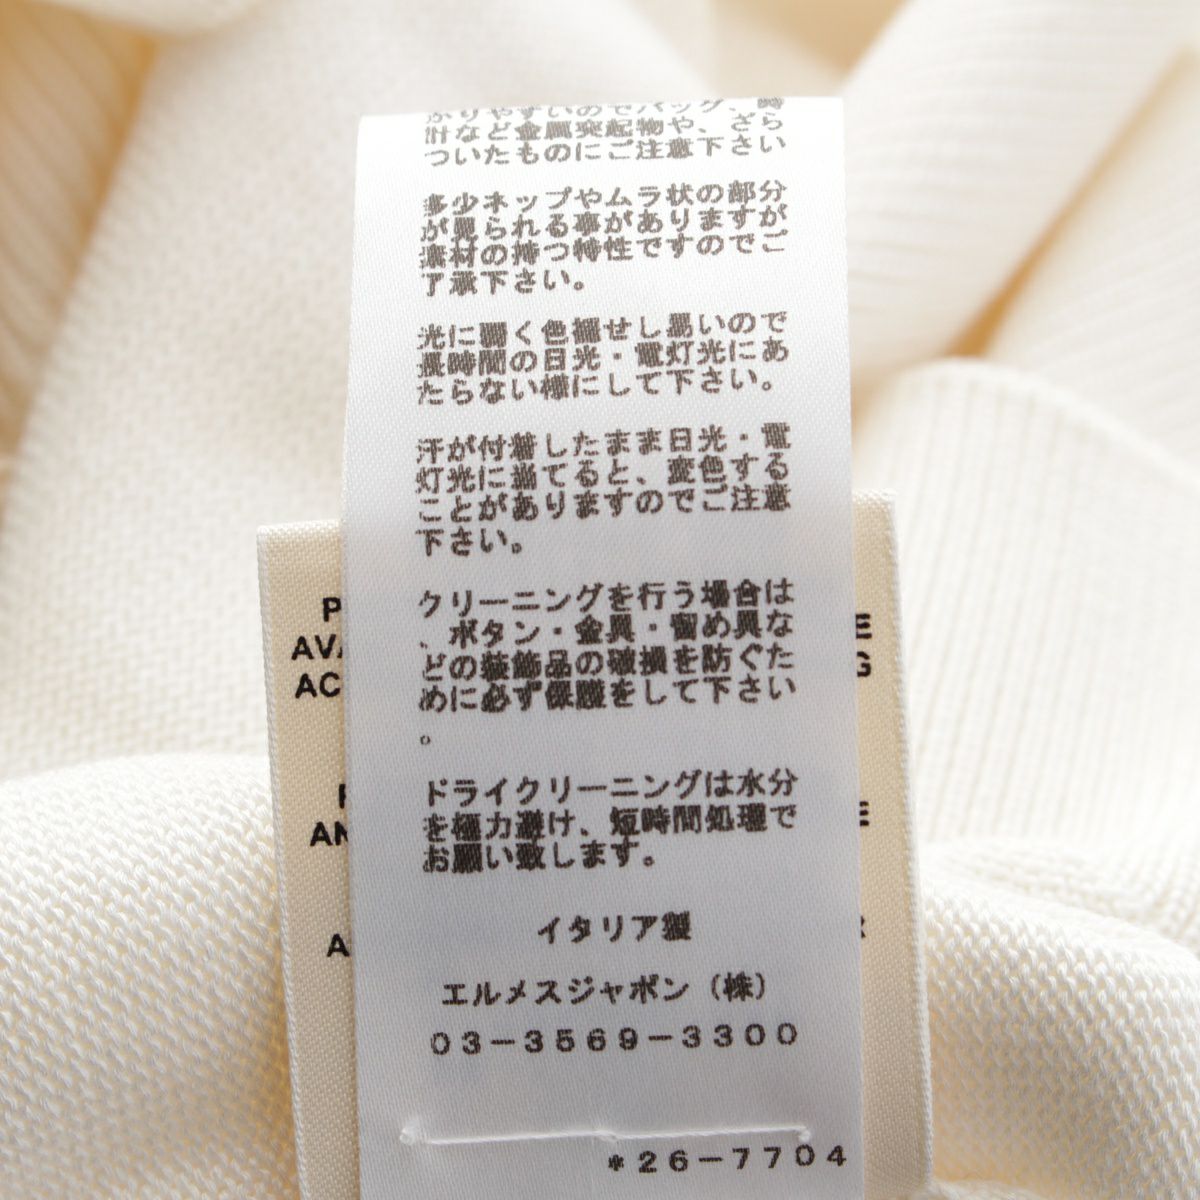 かりやすいのでバッグ、時
計など金属突起物や、ざら
ついたものにご注意下さい
多少ネップやムラ状の部分
が見られる事がありますが
素材の持つ特性ですのでご
了承下さい。
光に弱く色褪せし易いので
長時間の日光・電灯光にあ
たらない様にして下さい。
汗が付着したまま日光・電
灯光に当てると、変色する
ことがありますのでご注意
下さい。
クリーニングを行う場合は
、ボタン・金具・留め具な
どの装飾品の破損を防ぐた
めに必ず保護をして下さい
。
ドライクリーニングは水分
を極力避け、短時間処理で
お願い致します。
イタリア製
エルメスジャポン（株）
03-3569-3300
*26-7704